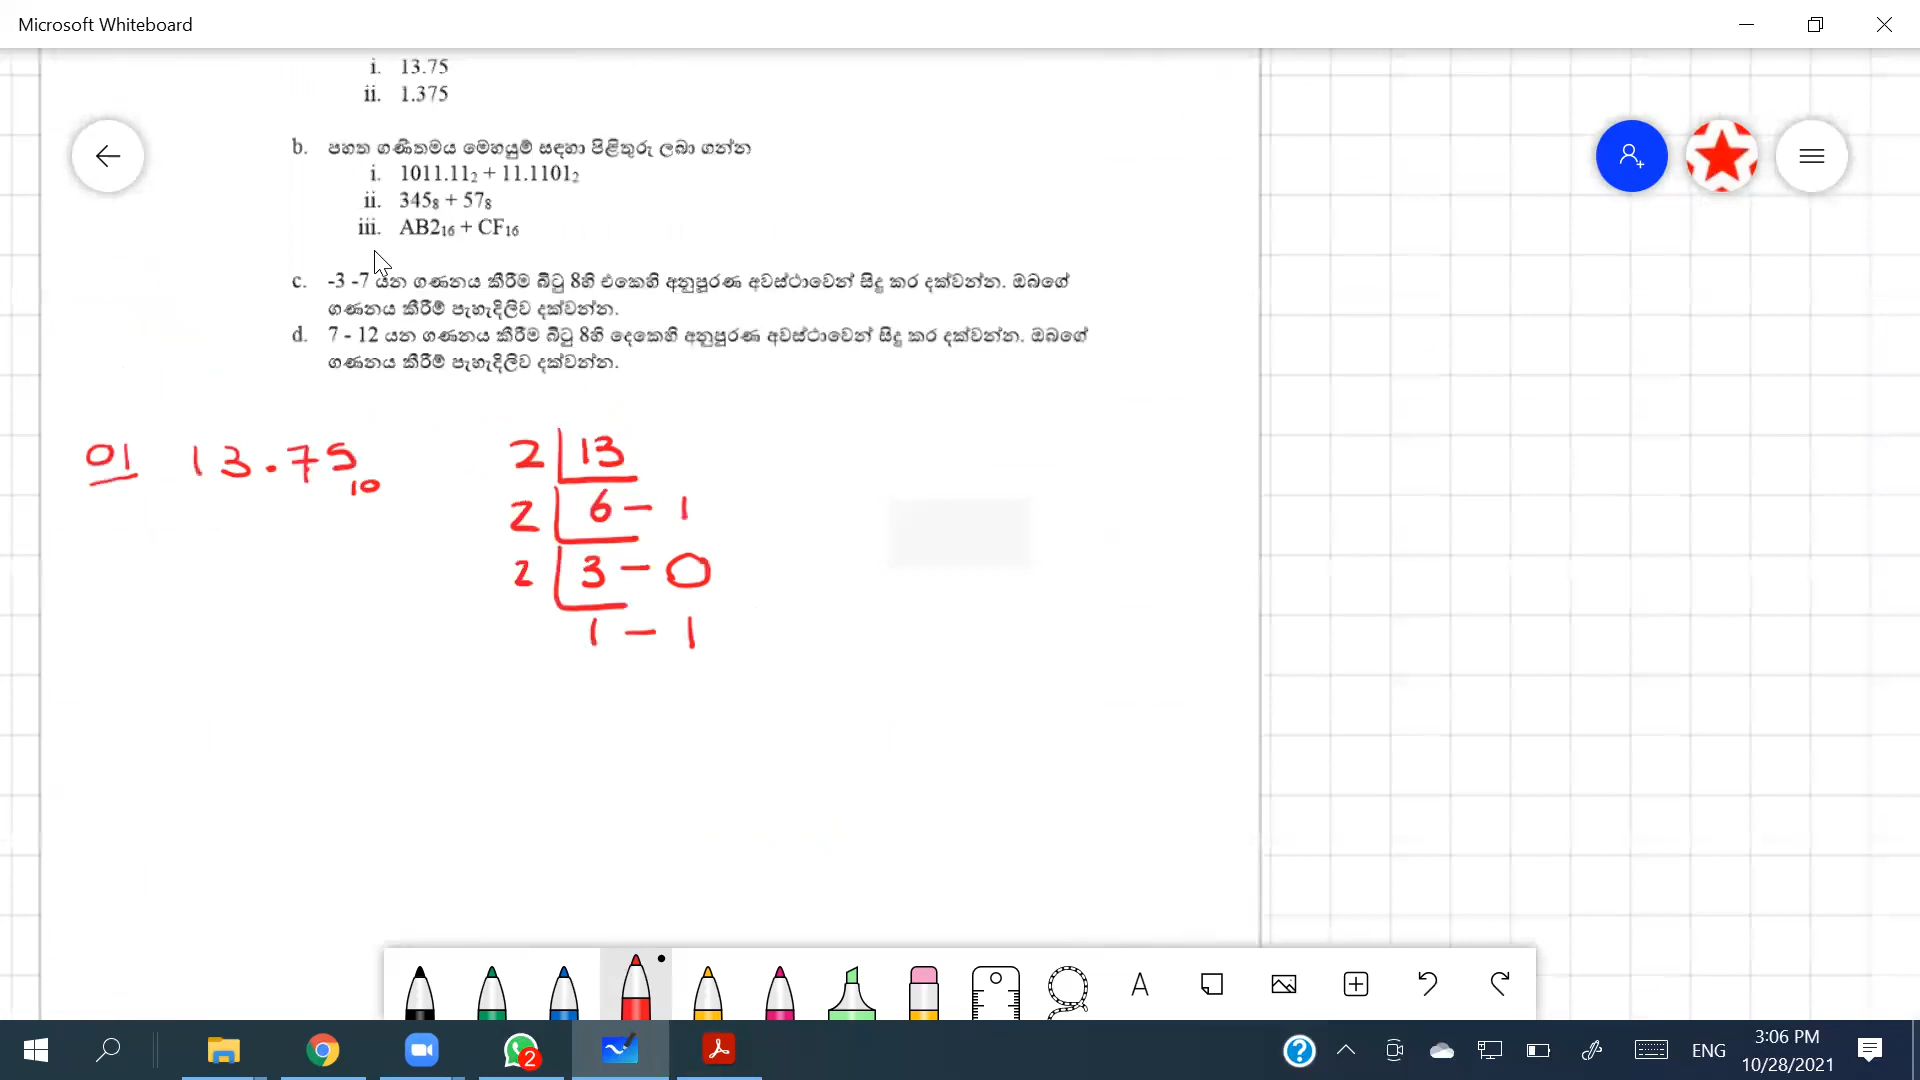 Microsoft Whiteboard
i. 13.75
ii. 1.375
b. පහත ගණිතමය මෙහයුම් සඳහා පිළිතුරු ලබා ගන්න
i. 1011.11₂ + 11.1101₂
ii. 345₈ + 57₈
iii. AB2₁₆ + CF₁₆
c. -3 -7 යන ගණනය කිරීම බිටු 8හි එකෙහි අනුපූරණ අවස්ථාවෙන් සිදු කර දක්වන්න. ඔබගේ
ගණනය කිරීම් පැහැදිලිව දක්වන්න.
d. 7 - 12 යන ගණනය කිරීම බිටු 8හි දෙකෙහි අනුපූරණ අවස්ථාවෙන් සිදු කර දක්වන්න. ඔබගේ
ගණනය කිරීම් පැහැදිලිව දක්වන්න.
01 13.75₁₀
2 13
2 6 – 1
2 3 – 0
1 – 1
A
2
ENG
3:06 PM
10/28/2021